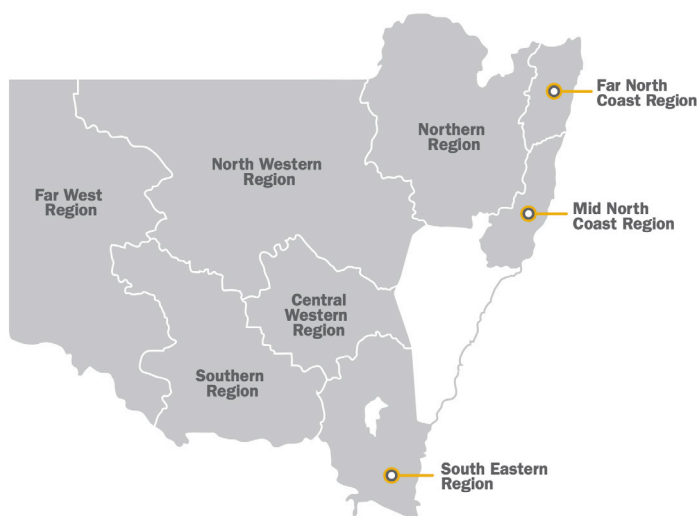 Far North
Coast Region
Northern
Region
North Western
Region
Far West
Region
Mid North
Coast Region
Central
Western
Region
Southern
Region
South Eastern
Region